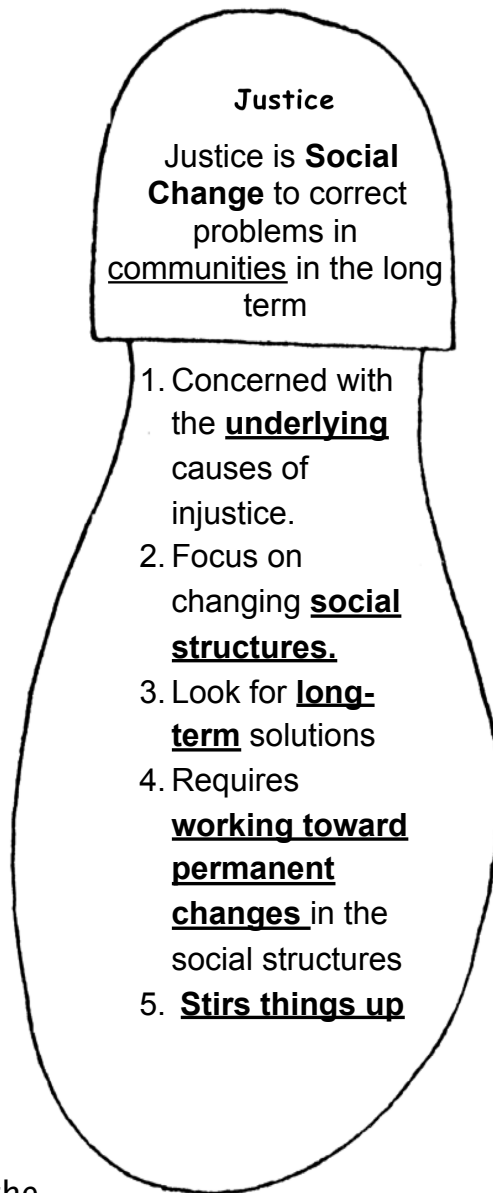 Justice
Justice is Social
Change to correct
problems in
communities in the long
term
1. Concerned with
the underlying
causes of
injustice.
2. Focus on
changing social
structures.
3. Look for long-
term solutions
4. Requires
working toward
permanent
changes in the
social structures
5. Stirs things up